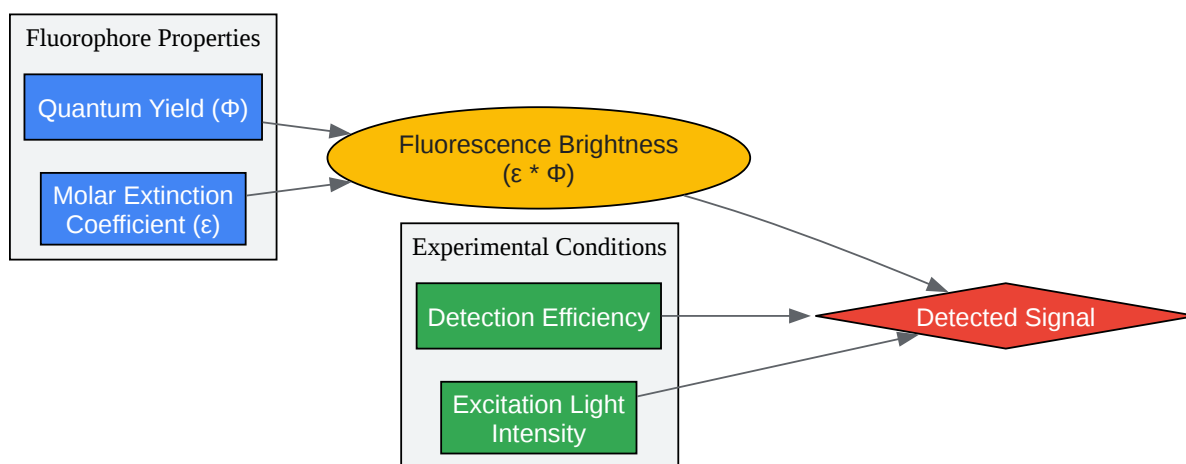 Fluorophore Properties
Quantum Yield (Φ)
Molar Extinction
Coefficient (ε)
Fluorescence Brightness
(ε * Φ)
Experimental Conditions
Detection Efficiency
Excitation Light
Intensity
Detected Signal